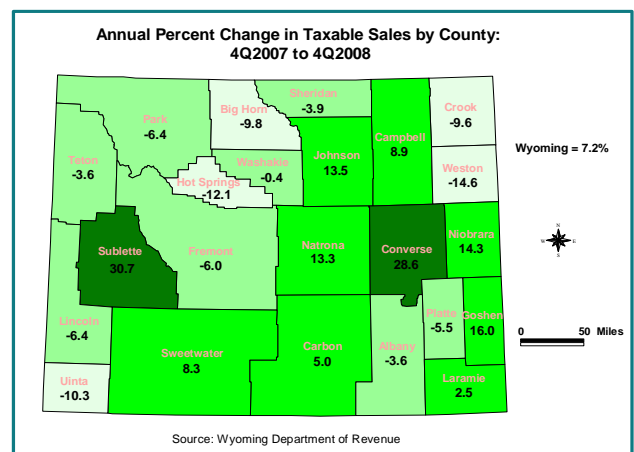 Annual Percent Change in Taxable Sales by County:
4Q2007 to 4Q2008
Sheridan
-3.9
Big Horn
-9.8
Crook
-9.6
Park
-6.4
Campbell
8.9
Wyoming = 7.2%
Johnson
13.5
Teton
-3.6
Washakie
-0.4
Weston
-14.6
Hot Springs
-12.1
Niobrara
14.3
N
W E
S
Sublette
30.7
Fremont
-6.0
Natrona
13.3
Converse
28.6
Lincoln
-6.4
Platte
-5.5
Goshen
16.0
0 50 Miles
Sweetwater
8.3
Carbon
5.0
Albany
-3.6
Uinta
-10.3
Laramie
2.5
Source: Wyoming Department of Revenue